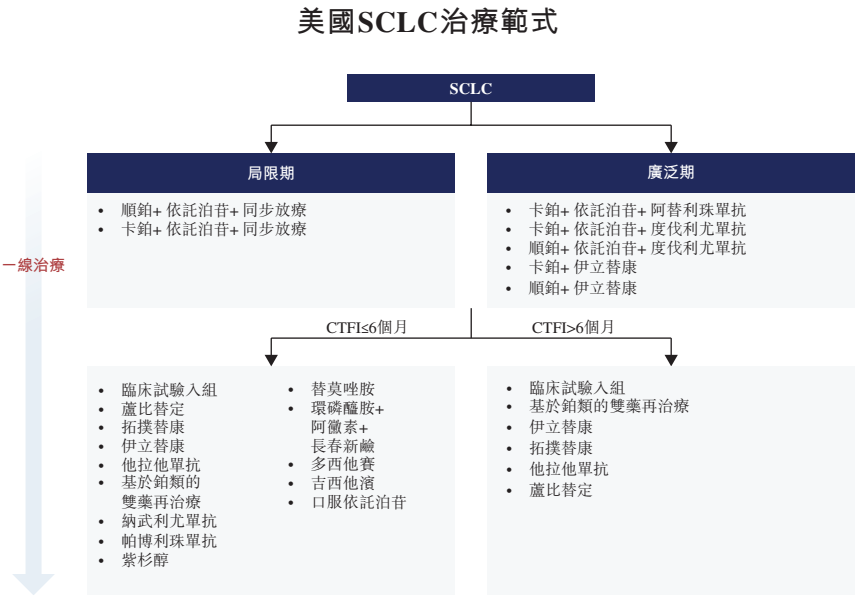 美國SCLC治療範式
SCLC
局限期
廣泛期
• 順鉑+ 依託泊苷+ 同步放療
• 卡鉑+ 依託泊苷+ 同步放療
• 卡鉑+ 依託泊苷+ 阿替利珠單抗
• 卡鉑+ 依託泊苷+ 度伐利尤單抗
• 順鉑+ 依託泊苷+ 度伐利尤單抗
• 卡鉑+ 伊立替康
• 順鉑+ 伊立替康
一線治療
CTFI≤6個月
CTFI>6個月
• 臨床試驗入組
• 蘆比替定
• 拓撲替康
• 伊立替康
• 他拉他單抗
• 基於鉑類的
雙藥再治療
• 納武利尤單抗
• 帕博利珠單抗
• 紫杉醇
• 替莫唑胺
• 環磷醯胺+
阿黴素+
長春新鹼
• 多西他賽
• 吉西他濱
• 口服依託泊苷
• 臨床試驗入組
• 基於鉑類的雙藥再治療
• 伊立替康
• 拓撲替康
• 他拉他單抗
• 蘆比替定